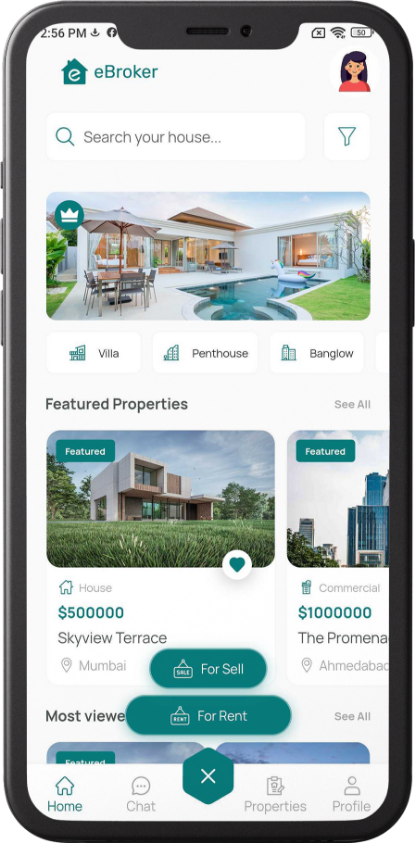 2:56 PM
50
eBroker
Search your house...
Villa
Penthouse
Banglow
Featured Properties
See All
Featured
Featured
House
Commercial
$500000
$1000000
Skyview Terrace
The Promena
Mumbai
Ahmedabad
SALE
For Sell
RENT
For Rent
Most viewe
See All
Featured
Home
Chat
Properties
Profile